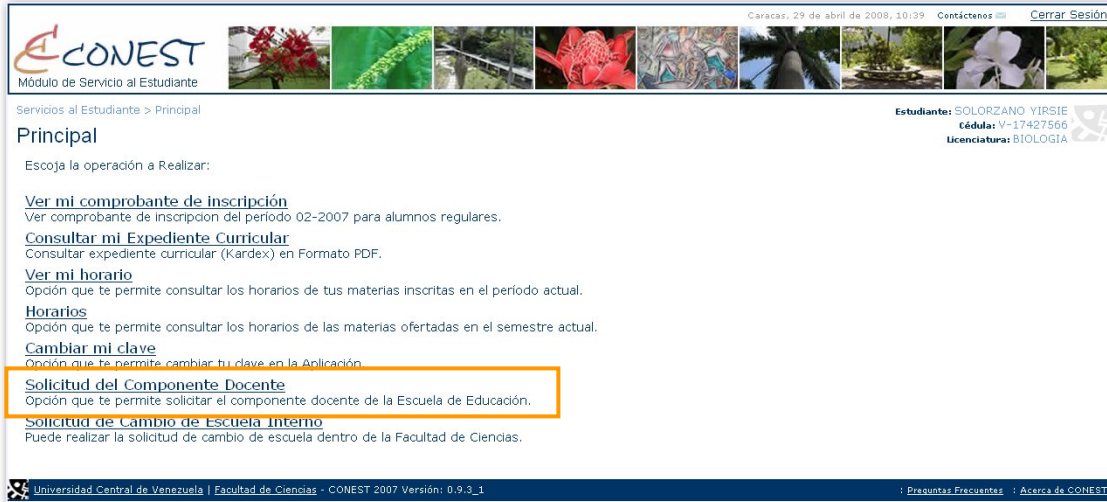 Caracas, 29 de abril de 2008, 10:39 Contáctenos Cerrar Sesión
CONEST
Módulo de Servicio al Estudiante
Servicios al Estudiante > Principal
Estudiante: SOLORZANO YIRSIE
Cédula: V-17427566
Licenciatura: BIOLOGIA
Principal
Escoja la operación a Realizar:
Ver mi comprobante de inscripción
Ver comprobante de inscripcion del período 02-2007 para alumnos regulares.
Consultar mi Expediente Curricular
Consultar expediente curricular (Kardex) en Formato PDF.
Ver mi horario
Opción que te permite consultar los horarios de tus materias inscritas en el período actual.
Horarios
Opción que te permite consultar los horarios de las materias ofertadas en el semestre actual.
Cambiar mi clave
Opción que te permite cambiar tu clave en la Aplicación.
Solicitud del Componente Docente
Opción que te permite solicitar el componente docente de la Escuela de Educación.
Solicitud de Cambio de Escuela Interno
Puede realizar la solicitud de cambio de escuela dentro de la Facultad de Ciencias.
Universidad Central de Venezuela | Facultad de Ciencias - CONEST 2007 Versión: 0.9.3_1 : Preguntas Frecuentes : Acerca de CONEST